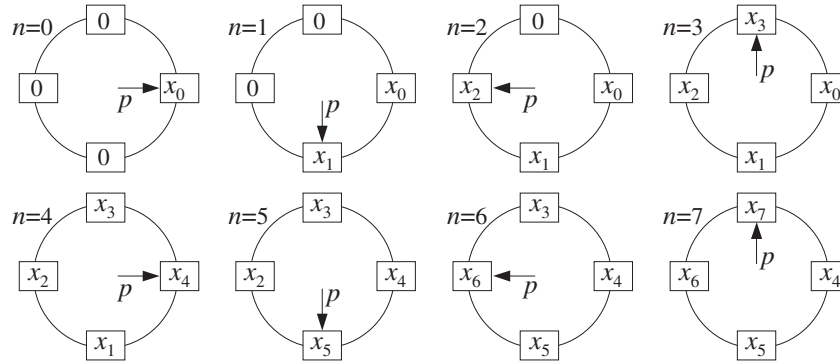 n=0 0 n=1 0 n=2 0 n=3 x₃
0 p x₀ 0 p x₀ x₂ p x₀ x₂ p x₀
0 x₁ x₁ x₁
n=4 x₃ n=5 x₃ n=6 x₃ n=7 x₇
x₂ p x₄ x₂ p x₄ x₆ p x₄ x₆ p x₄
x₁ x₅ x₅ x₅